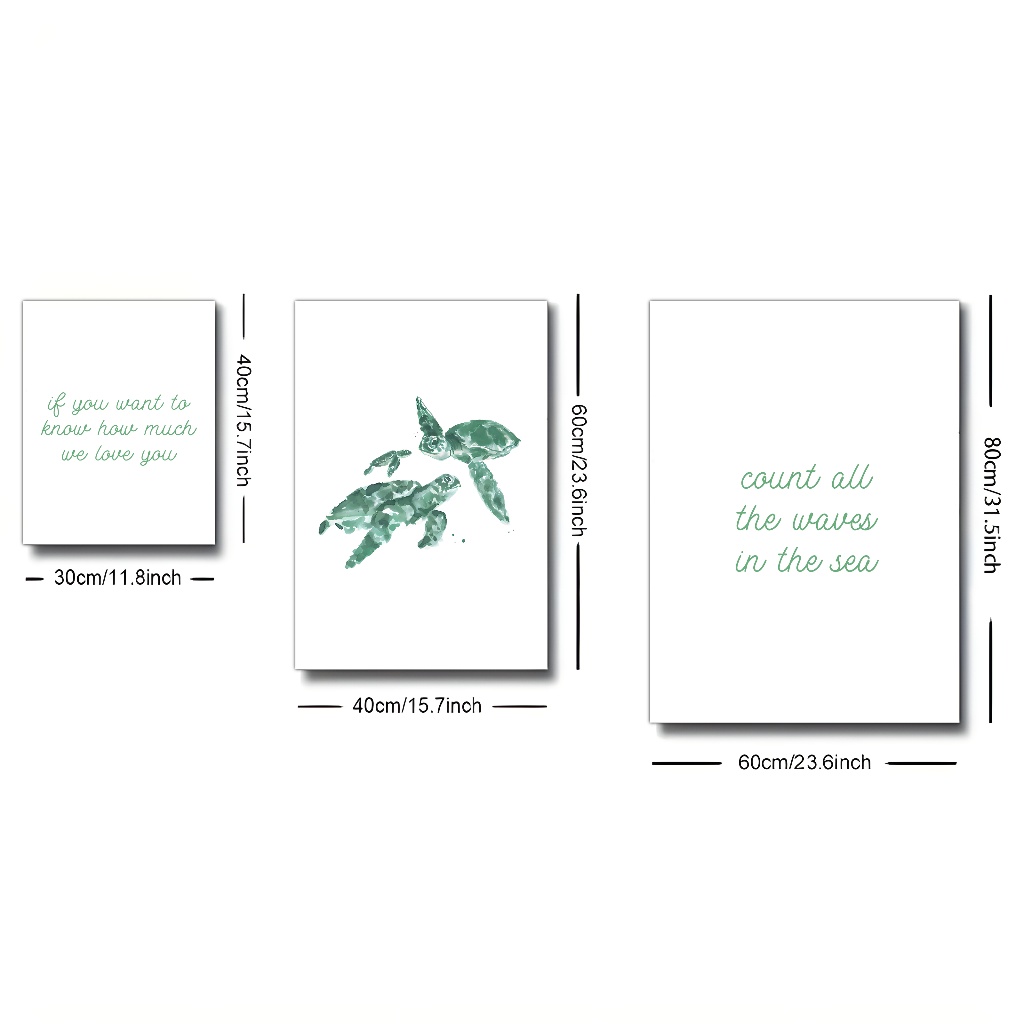 if you want to
know how much
we love you
40cm/15.7inch
30cm/11.8inch
60cm/23.6inch
40cm/15.7inch
count all
the waves
in the sea
80cm/31.5inch
60cm/23.6inch